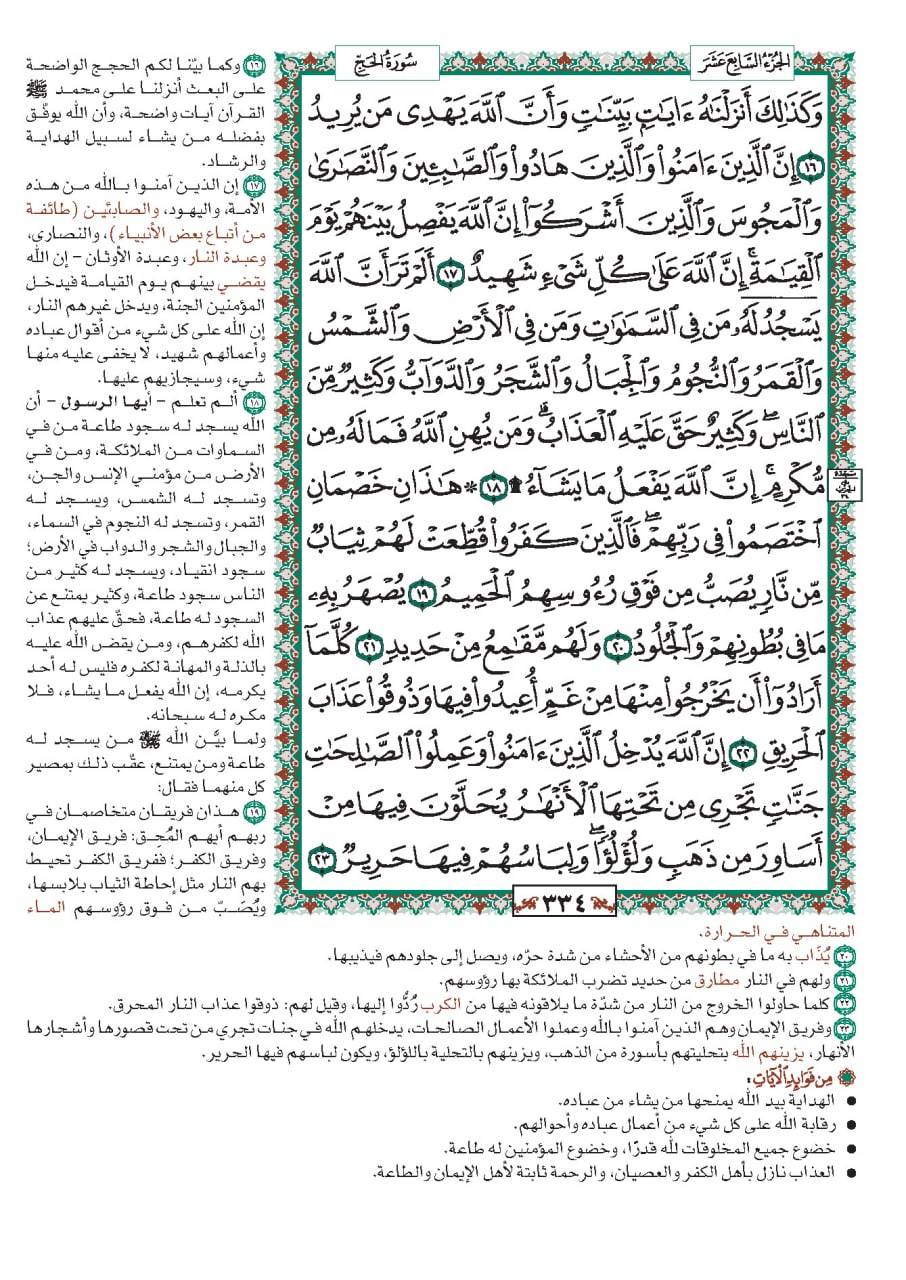 الجزء السابع عشر
سورة الحج
وَكَذَٰلِكَ أَنزَلْنَٰهُ ءَايَٰتٍۭ بَيِّنَٰتٍ وَأَنَّ ٱللَّهَ يَهْدِى مَن يُرِيدُ
١٦ إِنَّ ٱلَّذِينَ ءَامَنُوا۟ وَٱلَّذِينَ هَادُوا۟ وَٱلصَّٰبِـِٔينَ وَٱلنَّصَٰرَىٰ
وَٱلْمَجُوسَ وَٱلَّذِينَ أَشْرَكُوٓا۟ إِنَّ ٱللَّهَ يَفْصِلُ بَيْنَهُمْ يَوْمَ
ٱلْقِيَٰمَةِ ۚ إِنَّ ٱللَّهَ عَلَىٰ كُلِّ شَىْءٍ شَهِيدٌ ١٧ أَلَمْ تَرَ أَنَّ ٱللَّهَ
يَسْجُدُ لَهُۥ مَن فِى ٱلسَّمَٰوَٰتِ وَمَن فِى ٱلْأَرْضِ وَٱلشَّمْسُ
وَٱلْقَمَرُ وَٱلنُّجُومُ وَٱلْجِبَالُ وَٱلشَّجَرُ وَٱلدَّوَآبُّ وَكَثِيرٌ مِّنَ
ٱلنَّاسِ ۖ وَكَثِيرٌ حَقَّ عَلَيْهِ ٱلْعَذَابُ ۗ وَمَن يُهِنِ ٱللَّهُ فَمَا لَهُۥ مِن
مُّكْرِمٍ ۚ إِنَّ ٱللَّهَ يَفْعَلُ مَا يَشَآءُ ۩ ١٨ * هَٰذَانِ خَصْمَانِ
ٱخْتَصَمُوا۟ فِى رَبِّهِمْ ۖ فَٱلَّذِينَ كَفَرُوا۟ قُطِّعَتْ لَهُمْ ثِيَابٌ
مِّن نَّارٍ يُصَبُّ مِن فَوْقِ رُءُوسِهِمُ ٱلْحَمِيمُ ١٩ يُصْهَرُ بِهِۦ
مَا فِى بُطُونِهِمْ وَٱلْجُلُودُ ٢٠ وَلَهُم مَّقَٰمِعُ مِنْ حَدِيدٍ ٢١ كُلَّمَآ
أَرَادُوٓا۟ أَن يَخْرُجُوا۟ مِنْهَا مِنْ غَمٍّ أُعِيدُوا۟ فِيهَا وَذُوقُوا۟ عَذَابَ
ٱلْحَرِيقِ ٢٢ إِنَّ ٱللَّهَ يُدْخِلُ ٱلَّذِينَ ءَامَنُوا۟ وَعَمِلُوا۟ ٱلصَّٰلِحَٰتِ
جَنَّٰتٍ تَجْرِى مِن تَحْتِهَا ٱلْأَنْهَٰرُ يُحَلَّوْنَ فِيهَا مِنْ
أَسَاوِرَ مِن ذَهَبٍ وَلُؤْلُؤًا ۖ وَلِبَاسُهُمْ فِيهَا حَرِيرٌ ٢٣
٣٣٤
١٦ وكما بيّنا لكم الحجج الواضحة
على البعث أنزلنا على محمد ﷺ
القرآن آيات واضحة، وأن الله يوفّق
بفضله من يشاء لسبيل الهداية
والرشاد.
١٧ إن الذين آمنوا بالله من هذه
الأمة، واليهود، والصابئين (طائفة
من أتباع بعض الأنبياء)، والنصارى،
وعبدة النار، وعبدة الأوثان - إن الله
يقضي بينهم يوم القيامة فيدخل
المؤمنين الجنة، ويدخل غيرهم النار،
إن الله على كل شيء من أقوال عباده
وأعمالهم شهيد، لا يخفى عليه منها
شيء، وسيجازيهم عليها.
١٨ ألم تعلم - أيها الرسول - أن
الله يسجد له سجود طاعة من في
السماوات من الملائكة، ومن في
الأرض من مؤمني الإنس والجن،
وتسجد له الشمس، ويسجد له
القمر، وتسجد له النجوم في السماء،
والجبال والشجر والدواب في الأرض؛
سجود انقياد، ويسجد له كثير من
الناس سجود طاعة، وكثير يمتنع عن
السجود له طاعة، فحقّ عليهم عذاب
الله لكفرهم، ومن يقض الله عليه
بالذلة والمهانة لكفره فليس له أحد
يكرمه، إن الله يفعل ما يشاء، فلا
مكره له سبحانه.
ولما بيَّن الله ﷻ من يسجد له
طاعة ومن يمتنع، عقّب ذلك بمصير
كل منهما فقال:
١٩ هذان فريقان متخاصمان في
ربهم أيهم المُحِق: فريق الإيمان،
وفريق الكفر؛ ففريق الكفر تحيط
بهم النار مثل إحاطة الثياب بلابسها،
ويُصَبّ من فوق رؤوسهم الماء
المتناهي في الحرارة.
٢٠ يُذَاب به ما في بطونهم من الأحشاء من شدة حرّه، ويصل إلى جلودهم فيذيبها.
٢١ ولهم في النار مطارق من حديد تضرب الملائكة بها رؤوسهم.
٢٢ كلما حاولوا الخروج من النار من شدّة ما يلاقونه فيها من الكرب رُدُّوا إليها، وقيل لهم: ذوقوا عذاب النار المحرق.
٢٣ وفريق الإيمان وهم الذين آمنوا بالله وعملوا الأعمال الصالحات، يدخلهم الله في جنات تجري من تحت قصورها وأشجارها
الأنهار، يزينهم الله بتحليتهم بأسورة من الذهب، ويزينهم بالتحلية باللؤلؤ، ويكون لباسهم فيها الحرير.
من فوائد الآيات:
● الهداية بيد الله يمنحها من يشاء من عباده.
● رقابة الله على كل شيء من أعمال عباده وأحوالهم.
● خضوع جميع المخلوقات لله قدرًا، وخضوع المؤمنين له طاعة.
● العذاب نازل بأهل الكفر والعصيان، والرحمة ثابتة لأهل الإيمان والطاعة.